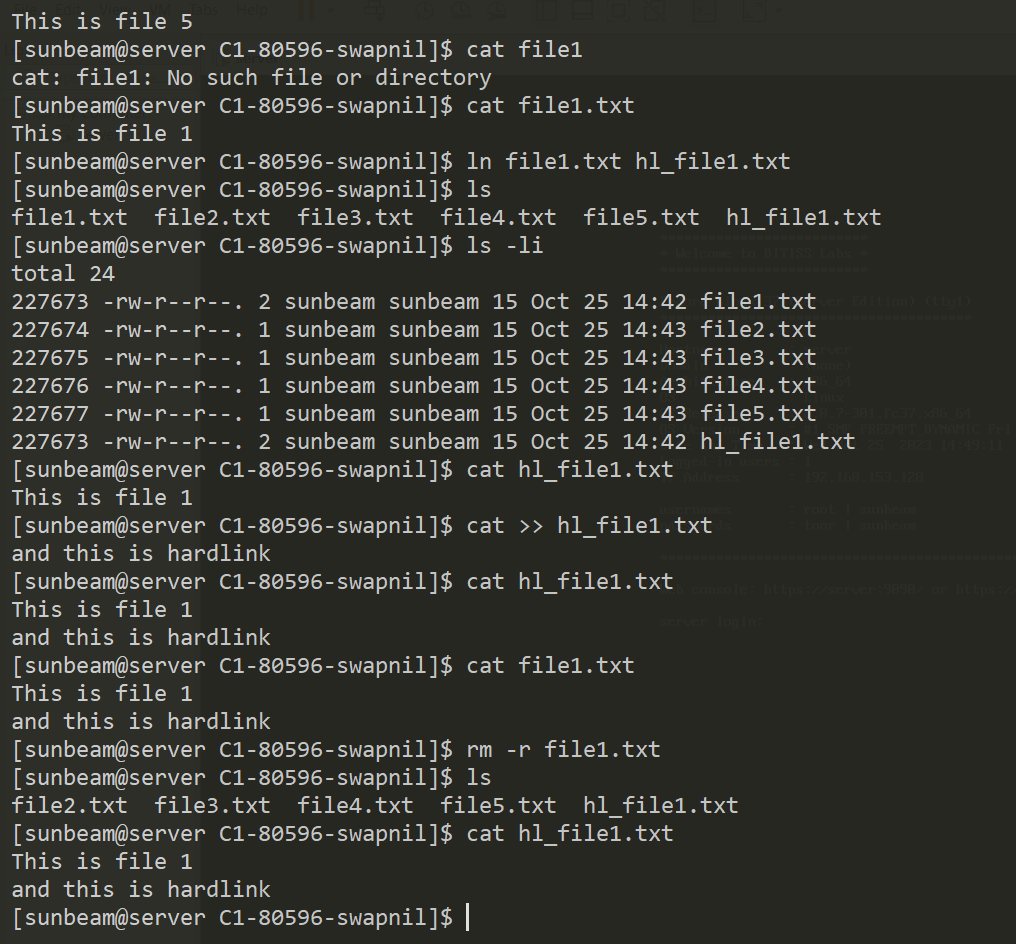 This is file 5
[sunbeam@server C1-80596-swapnil]$ cat file1
cat: file1: No such file or directory
[sunbeam@server C1-80596-swapnil]$ cat file1.txt
This is file 1
[sunbeam@server C1-80596-swapnil]$ ln file1.txt hl_file1.txt
[sunbeam@server C1-80596-swapnil]$ ls
file1.txt  file2.txt  file3.txt  file4.txt  file5.txt  hl_file1.txt
[sunbeam@server C1-80596-swapnil]$ ls -li
total 24
227673 -rw-r--r--. 2 sunbeam sunbeam 15 Oct 25 14:42 file1.txt
227674 -rw-r--r--. 1 sunbeam sunbeam 15 Oct 25 14:43 file2.txt
227675 -rw-r--r--. 1 sunbeam sunbeam 15 Oct 25 14:43 file3.txt
227676 -rw-r--r--. 1 sunbeam sunbeam 15 Oct 25 14:43 file4.txt
227677 -rw-r--r--. 1 sunbeam sunbeam 15 Oct 25 14:43 file5.txt
227673 -rw-r--r--. 2 sunbeam sunbeam 15 Oct 25 14:42 hl_file1.txt
[sunbeam@server C1-80596-swapnil]$ cat hl_file1.txt
This is file 1
[sunbeam@server C1-80596-swapnil]$ cat >> hl_file1.txt
and this is hardlink
[sunbeam@server C1-80596-swapnil]$ cat hl_file1.txt
This is file 1
and this is hardlink
[sunbeam@server C1-80596-swapnil]$ cat file1.txt
This is file 1
and this is hardlink
[sunbeam@server C1-80596-swapnil]$ rm -r file1.txt
[sunbeam@server C1-80596-swapnil]$ ls
file2.txt  file3.txt  file4.txt  file5.txt  hl_file1.txt
[sunbeam@server C1-80596-swapnil]$ cat hl_file1.txt
This is file 1
and this is hardlink
[sunbeam@server C1-80596-swapnil]$